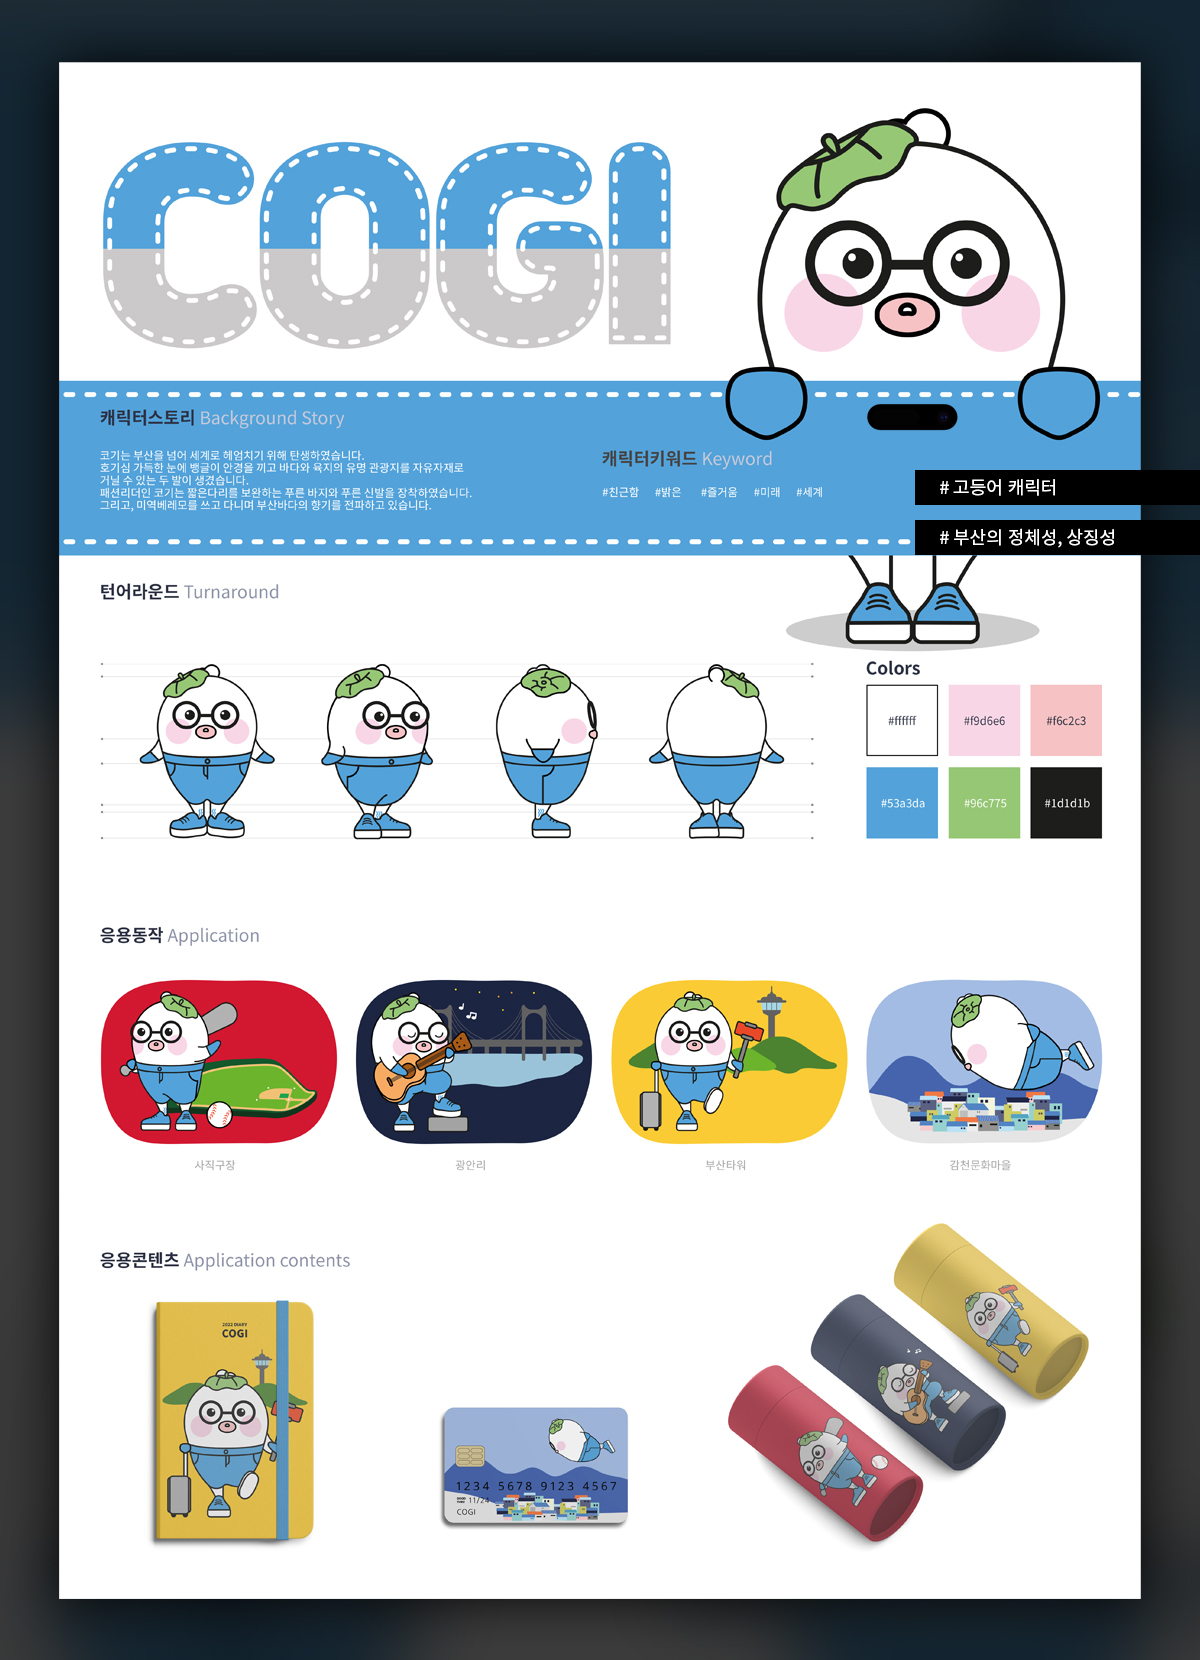 COGI
캐릭터스토리 Background Story
코기는 부산을 넘어 세계로 헤엄치기 위해 탄생하였습니다.
호기심 가득한 눈에 뱅글이 안경을 끼고 바다와 육지의 유명 관광지를 자유자재로
거닐 수 있는 두 발이 생겼습니다.
패션리더인 코기는 짧은다리를 보완하는 푸른 바지와 푸른 신발을 장착하였습니다.
그리고, 미역베레모를 쓰고 다니며 부산바다의 향기를 전파하고 있습니다.
캐릭터키워드 Keyword
#친근함 #밝은 #즐거움 #미래 #세계
# 고등어 캐릭터
# 부산의 정체성, 상징성
턴어라운드 Turnaround
Colors
#ffffff #f9d6e6 #f6c2c3
#53a3da #96c775 #1d1d1b
응용동작 Application
사직구장 광안리 부산타워 감천문화마을
응용콘텐츠 Application contents
2022 DIARY
COGI
1234 5678 9123 4567
11/24
COGI